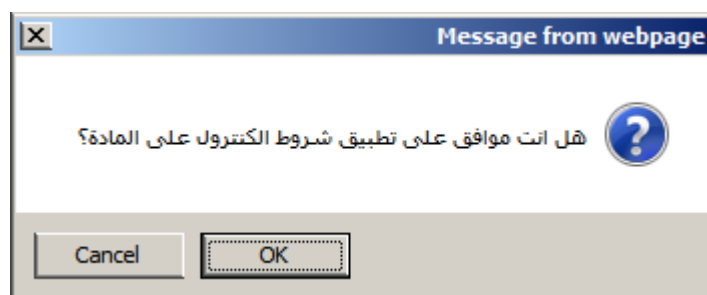 Message from webpage
هل انت موافق على تطبيق شروط الكنترول على المادة؟
OK
Cancel